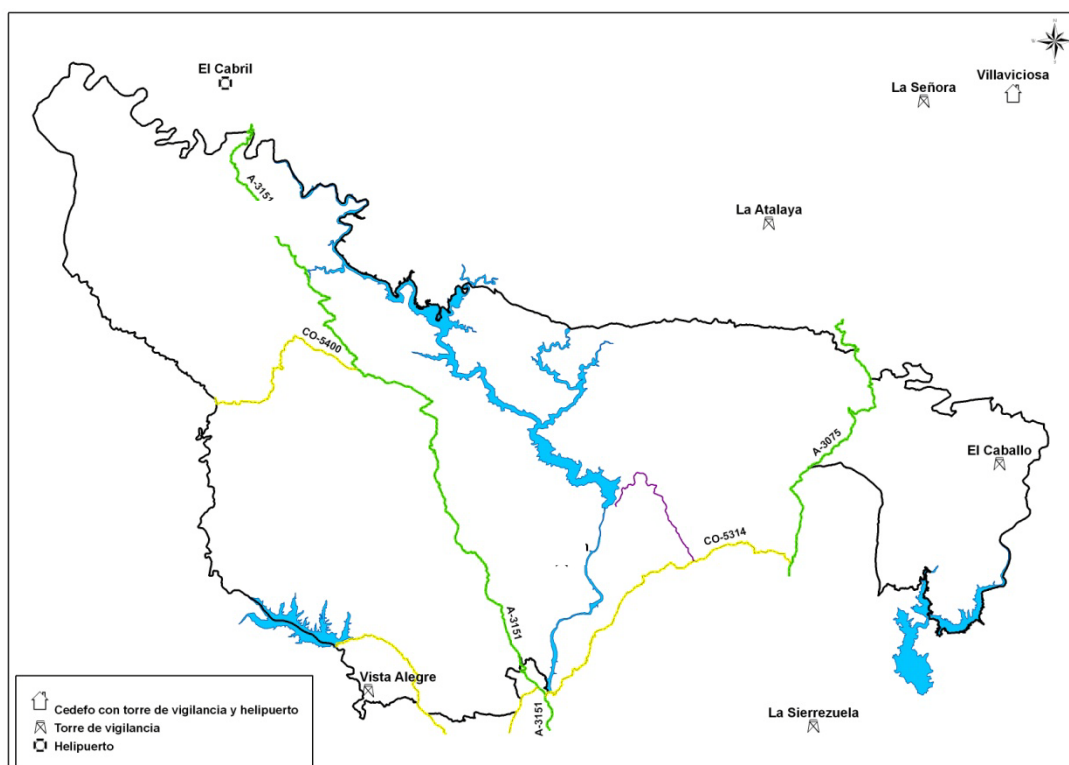 El Cabril
Villaviciosa
La Señora
A-3151
La Atalaya
CO-5400
A-3075
El Caballo
CO-5314
A-3151
Vista Alegre
A-3151
La Sierrezuela
Cedefo con torre de vigilancia y helipuerto
Torre de vigilancia
Helipuerto